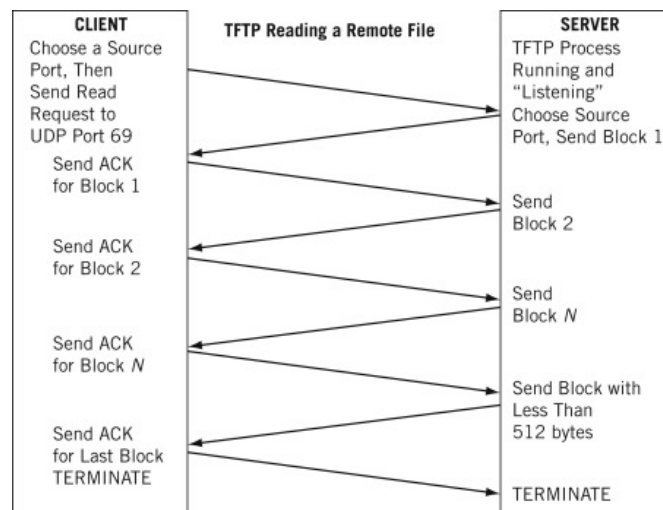 CLIENT
TFTP Reading a Remote File
SERVER
Choose a Source
Port, Then
Send Read
Request to
UDP Port 69
TFTP Process
Running and
“Listening”
Choose Source
Port, Send Block 1
Send ACK
for Block 1
Send
Block 2
Send ACK
for Block 2
Send
Block N
Send ACK
for Block N
Send Block with
Less Than
512 bytes
Send ACK
for Last Block
TERMINATE
TERMINATE